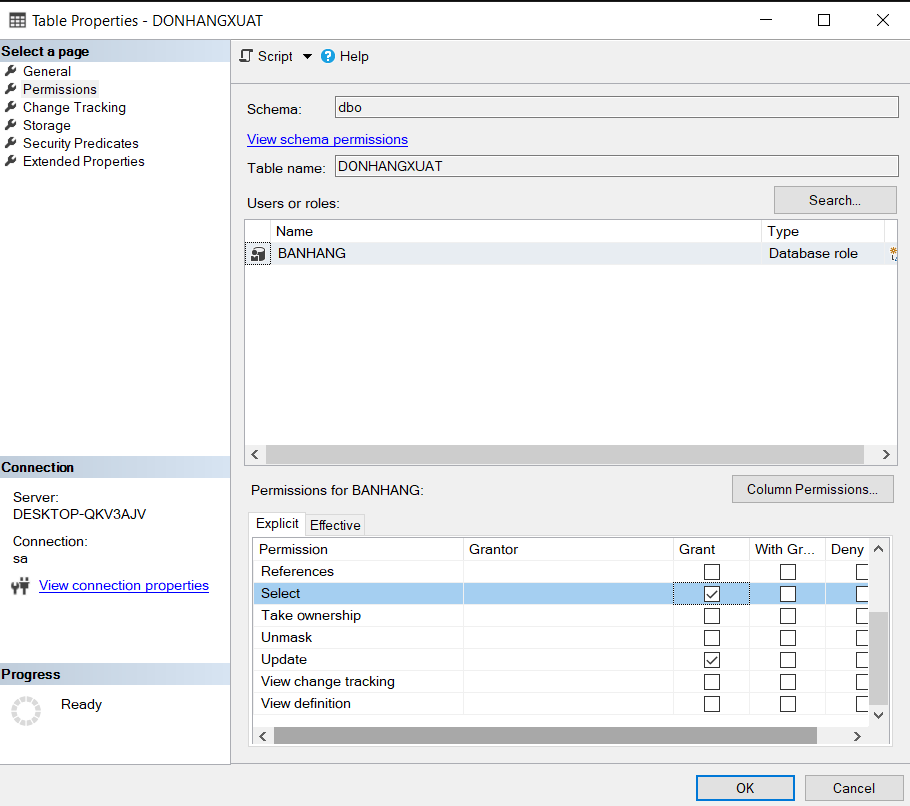 Table Properties - DONHANGXUAT
Select a page
General
Permissions
Change Tracking
Storage
Security Predicates
Extended Properties
Connection
Server:
DESKTOP-QKV3AJV
Connection:
sa
View connection properties
Progress
Ready
Script Help
Schema: dbo
View schema permissions
Table name: DONHANGXUAT
Users or roles: Search...
Name Type
BANHANG Database role
Permissions for BANHANG: Column Permissions...
Explicit Effective
Permission Grantor Grant With Gr... Deny
References
Select
Take ownership
Unmask
Update
View change tracking
View definition
OK Cancel